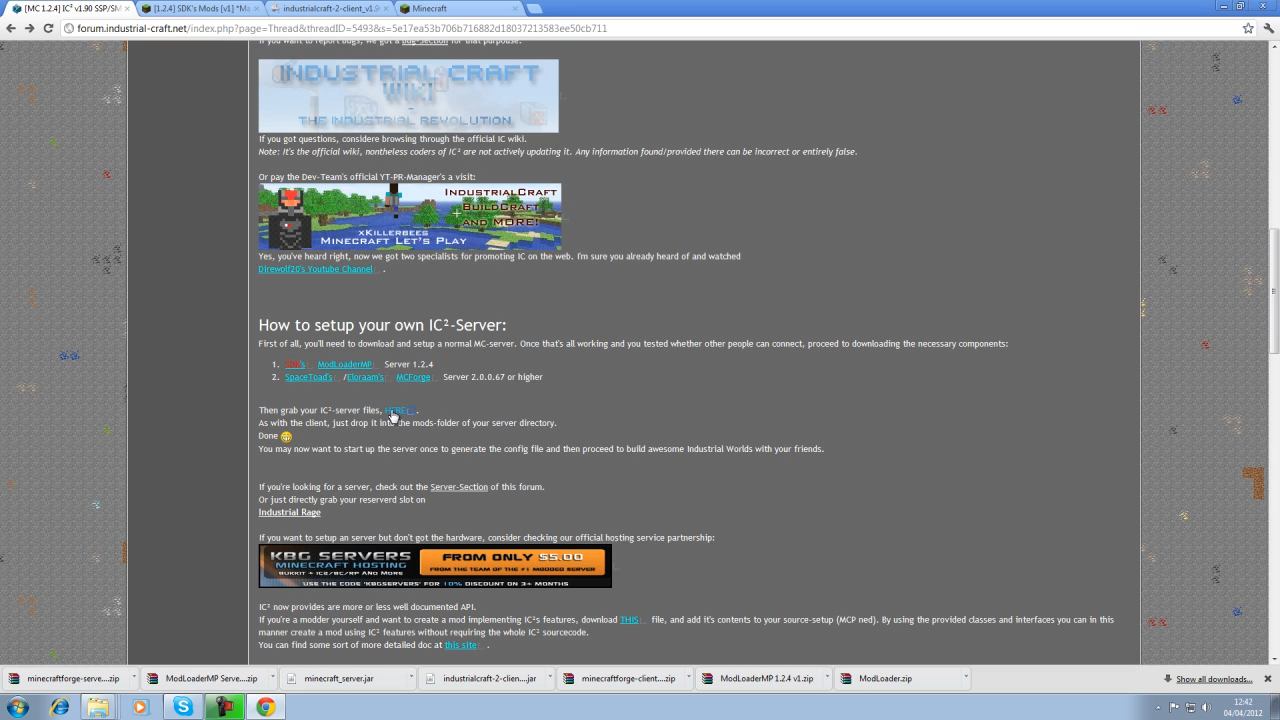 [MC 1.2.4] IC² v1.90 SSP/SM
[1.2.4] SDK's Mods [v1] *Ma
industrialcraft-2-client_v1.9
Minecraft
forum.industrial-craft.net/index.php?page=Thread&threadID=5493&s=5e17ea53b706b716882d18037213583ee50cb711
If you want to report bugs, we got a Bug-Section for that purpouse.
INDUSTRIAL CRAFT
WIKI
THE INDUSTRIAL REVOLUTION
If you got questions, considere browsing through the official IC wiki.
Note: It's the official wiki, nontheless coders of IC² are not actively updating it. Any information found/provided there can be incorrect or entirely false.
Or pay the Dev-Team's official YT-PR-Manager's a visit:
INDUSTRIALCRAFT
BUILDCRAFT
AND MORE!
XKILLERBEES
MINECRAFT LET'S PLAY
Yes, you've heard right, now we got two specialists for promoting IC on the web. I'm sure you already heard of and watched
Direwolf20's Youtube Channel .
How to setup your own IC²-Server:
First of all, you'll need to download and setup a normal MC-server. Once that's all working and you tested whether other people can connect, proceed to downloading the necessary components:
1. SDK's ModLoaderMP Server 1.2.4
2. SpaceToad's /Eloraam's MCForge Server 2.0.0.67 or higher
Then grab your IC²-server files, HERE .
As with the client, just drop it into the mods-folder of your server directory.
Done
You may now want to start up the server once to generate the config file and then proceed to build awesome Industrial Worlds with your friends.
If you're looking for a server, check out the Server-Section of this forum.
Or just directly grab your reserverd slot on
Industrial Rage
If you want to setup an server but don't got the hardware, consider checking our official hosting service partnership:
KBG SERVERS
MINECRAFT HOSTING
BUKKIT + IC2/BC/RP AND MORE
FROM ONLY $5.00
FROM THE TEAM OF THE #1 MODDED SERVER
USE THE CODE 'KBGSERVERS' FOR 10% DISCOUNT ON 3+ MONTHS
IC² now provides are more or less well documented API.
If you're a modder yourself and want to create a mod implementing IC²s features, download THIS file, and add it's contents to your source-setup (MCP ned). By using the provided classes and interfaces you can in this
manner create a mod using IC² features without requiring the whole IC² sourcecode.
You can find some sort of more detailed doc at this site .
minecraftforge-serve....zip
ModLoaderMP Serve....zip
minecraft_server.jar
industrialcraft-2-clien....jar
minecraftforge-client....zip
ModLoaderMP 1.2.4 v1.zip
ModLoader.zip
Show all downloads...
12:42
04/04/2012